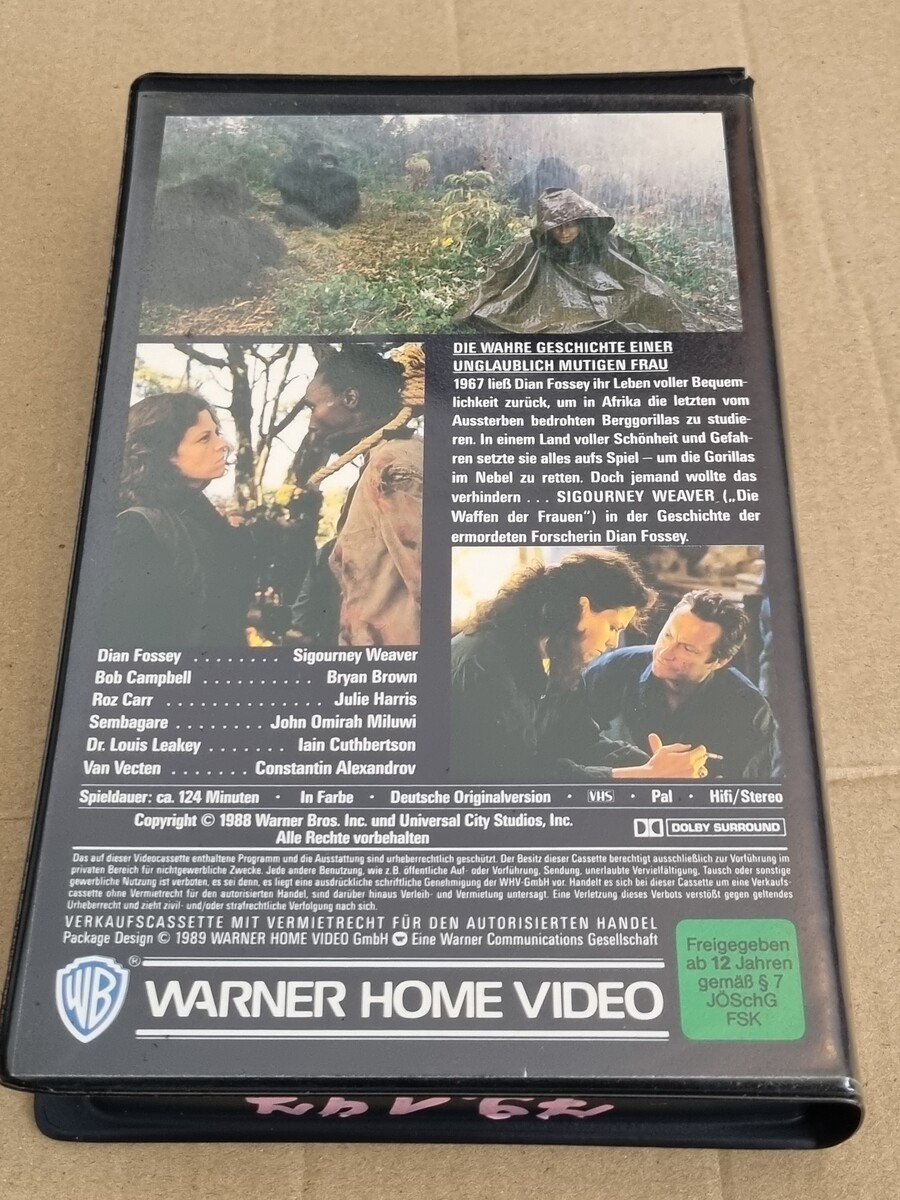 DIE WAHRE GESCHICHTE EINER
UNGLAUBLICH MUTIGEN FRAU
1967 ließ Dian Fossey ihr Leben voller Bequem-
lichkeit zurück, um in Afrika die letzten vom
Aussterben bedrohten Berggorillas zu studie-
ren. In einem Land voller Schönheit und Gefah-
ren setzte sie alles aufs Spiel – um die Gorillas
im Nebel zu retten. Doch jemand wollte das
verhindern . . . SIGOURNEY WEAVER („Die
Waffen der Frauen“) in der Geschichte der
ermordeten Forscherin Dian Fossey.
Dian Fossey . . . . . . . . Sigourney Weaver
Bob Campbell . . . . . . . . . . Bryan Brown
Roz Carr . . . . . . . . . . . . . . Julie Harris
Sembagare . . . . . . . John Omirah Miluwi
Dr. Louis Leakey . . . . . . . Iain Cuthbertson
Van Vecten . . . . . . . Constantin Alexandrov
Spieldauer: ca. 124 Minuten · In Farbe · Deutsche Originalversion · VHS · Pal · Hifi/Stereo
Copyright © 1988 Warner Bros. Inc. und Universal City Studios, Inc.
Alle Rechte vorbehalten
DOLBY SURROUND
Das auf dieser Videocassette enthaltene Programm und die Ausstattung sind urheberrechtlich geschützt. Der Besitz dieser Cassette berechtigt ausschließlich zur Vorführung im
privaten Bereich für nichtgewerbliche Zwecke. Jede andere Benutzung, wie z.B. öffentliche Auf- oder Vorführung, Sendung, unerlaubte Vervielfältigung, Tausch oder sonstige
gewerbliche Nutzung ist verboten, es sei denn, es liegt eine ausdrückliche schriftliche Genehmigung der WHV-GmbH vor. Handelt es sich bei dieser Cassette um eine Verkaufs-
cassette ohne Vermietrecht für den autorisierten Handel, sind darüber hinaus Verleih- und Vermietung untersagt. Eine Verletzung dieses Verbots verstößt gegen geltendes
Urheberrecht und zieht zivil- und/oder strafrechtliche Verfolgung nach sich.
VERKAUFSCASSETTE MIT VERMIETRECHT FÜR DEN AUTORISIERTEN HANDEL
Package Design © 1989 WARNER HOME VIDEO GmbH Eine Warner Communications Gesellschaft
WB ®
WARNER HOME VIDEO
Freigegeben
ab 12 Jahren
gemäß § 7
JÖSchG
FSK